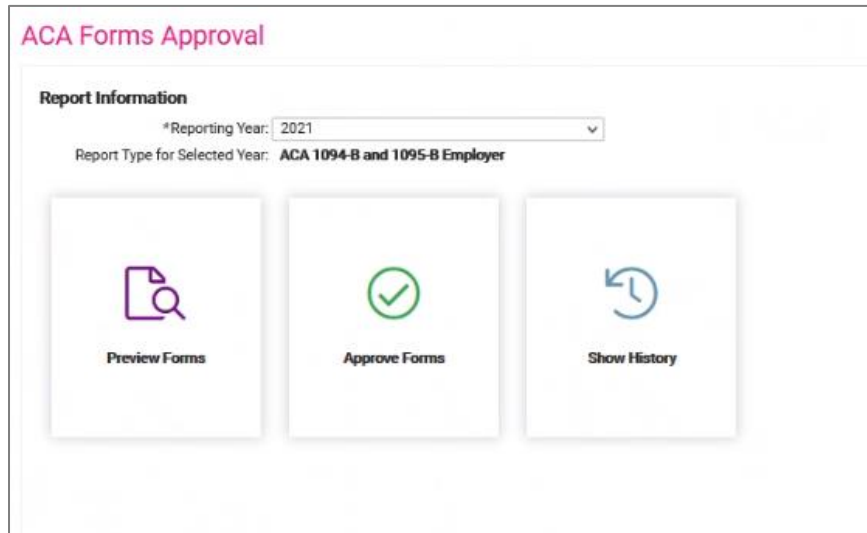 ACA Forms Approval
Report Information
*Reporting Year: 2021
Report Type for Selected Year: ACA 1094-B and 1095-B Employer
Preview Forms Approve Forms Show History